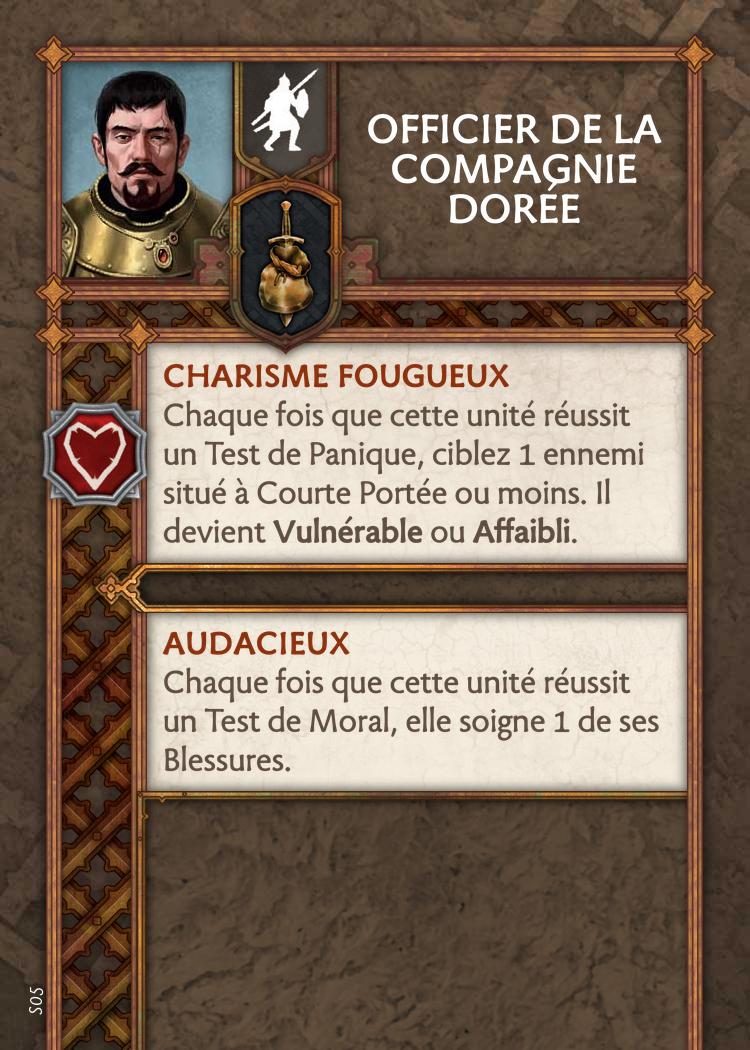 OFFICIER DE LA
COMPAGNIE
DORÉE
CHARISME FOUGUEUX
Chaque fois que cette unité réussit
un Test de Panique, ciblez 1 ennemi
situé à Courte Portée ou moins. Il
devient Vulnérable ou Affaibli.
AUDACIEUX
Chaque fois que cette unité réussit
un Test de Moral, elle soigne 1 de ses
Blessures.
S05